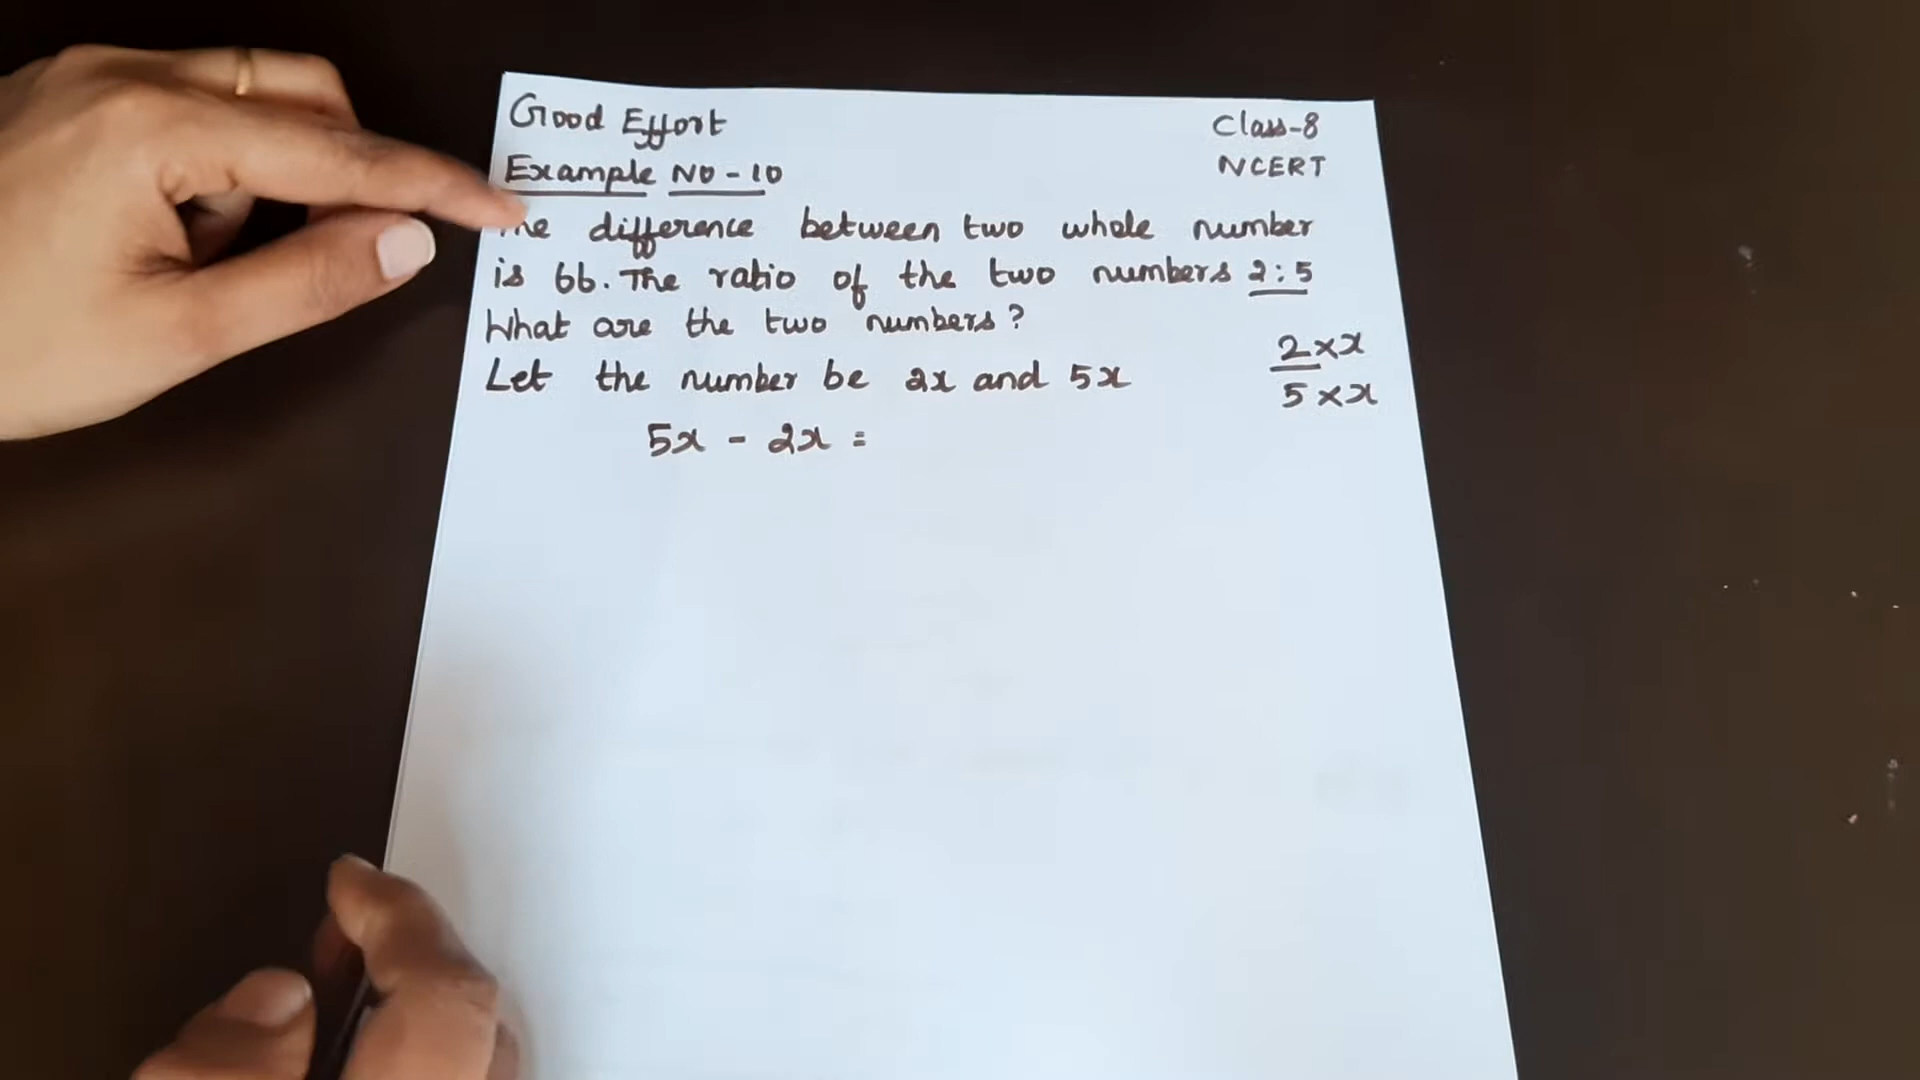 Good Effort
Class-8
Example NO - 10
NCERT
difference between two whole number
is 66. The ratio of the two numbers 2 : 5
What are the two numbers?
Let the number be 2x and 5x
2 × x
5 × x
5x - 2x =